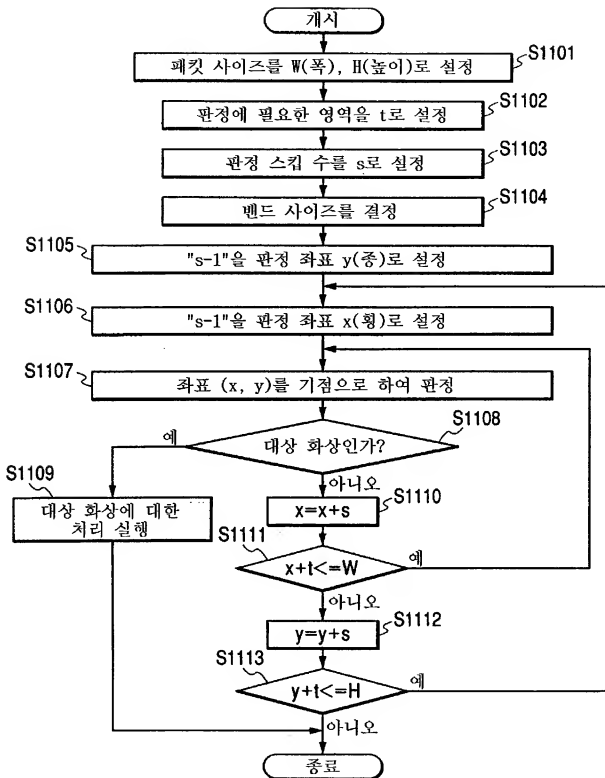 개시
S1101
패킷 사이즈를 W(폭), H(높이)로 설정
S1102
판정에 필요한 영역을 t로 설정
S1103
판정 스킵 수를 s로 설정
S1104
밴드 사이즈를 결정
S1105
"s-1"을 판정 좌표 y(종)로 설정
S1106
"s-1"을 판정 좌표 x(횡)로 설정
S1107
좌표 (x, y)를 기점으로 하여 판정
S1108
예
대상 화상인가?
S1109
아니오
S1110
대상 화상에 대한
처리 실행
x=x+s
S1111
x+t<=W
예
아니오
S1112
y=y+s
S1113
y+t<=H
예
아니오
종료